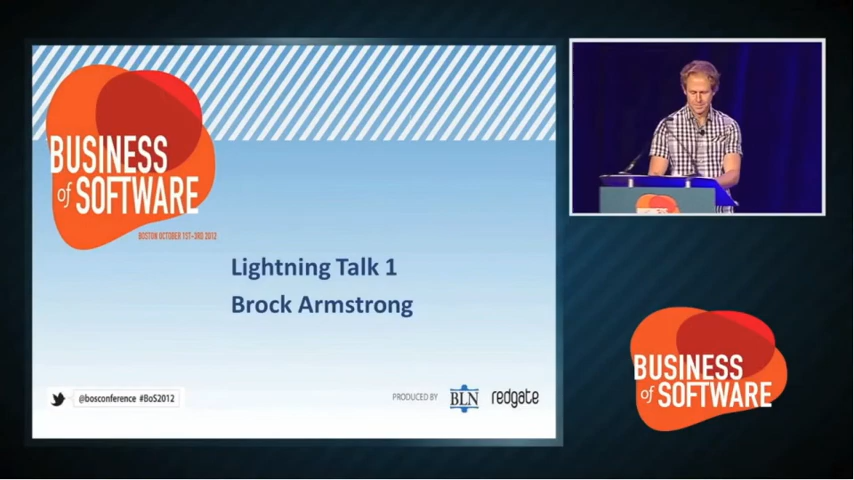 BUSINESS
of SOFTWARE
BOSTON OCTOBER 1ST-3RD 2012
Lightning Talk 1
Brock Armstrong
@bosconference #BoS2012
PRODUCED BY BLN redgate
BUSINESS
of SOFTWARE